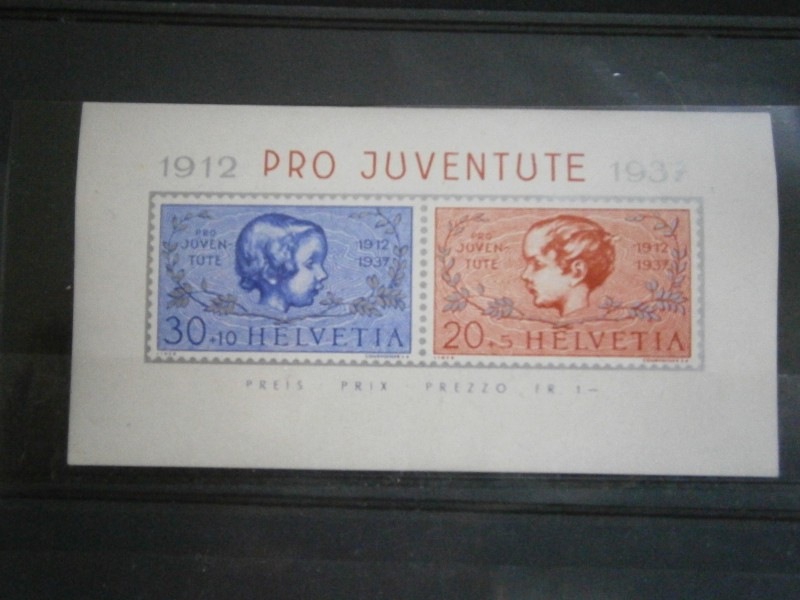 1912 PRO JUVENTUTE 1937
PRO
JUVEN-
TUTE
1912
1937
30+10 HELVETIA
PRO
JUVEN-
TUTE
1912
1937
20+5 HELVETIA
PREIS PRIX PREZZO FR. 1—